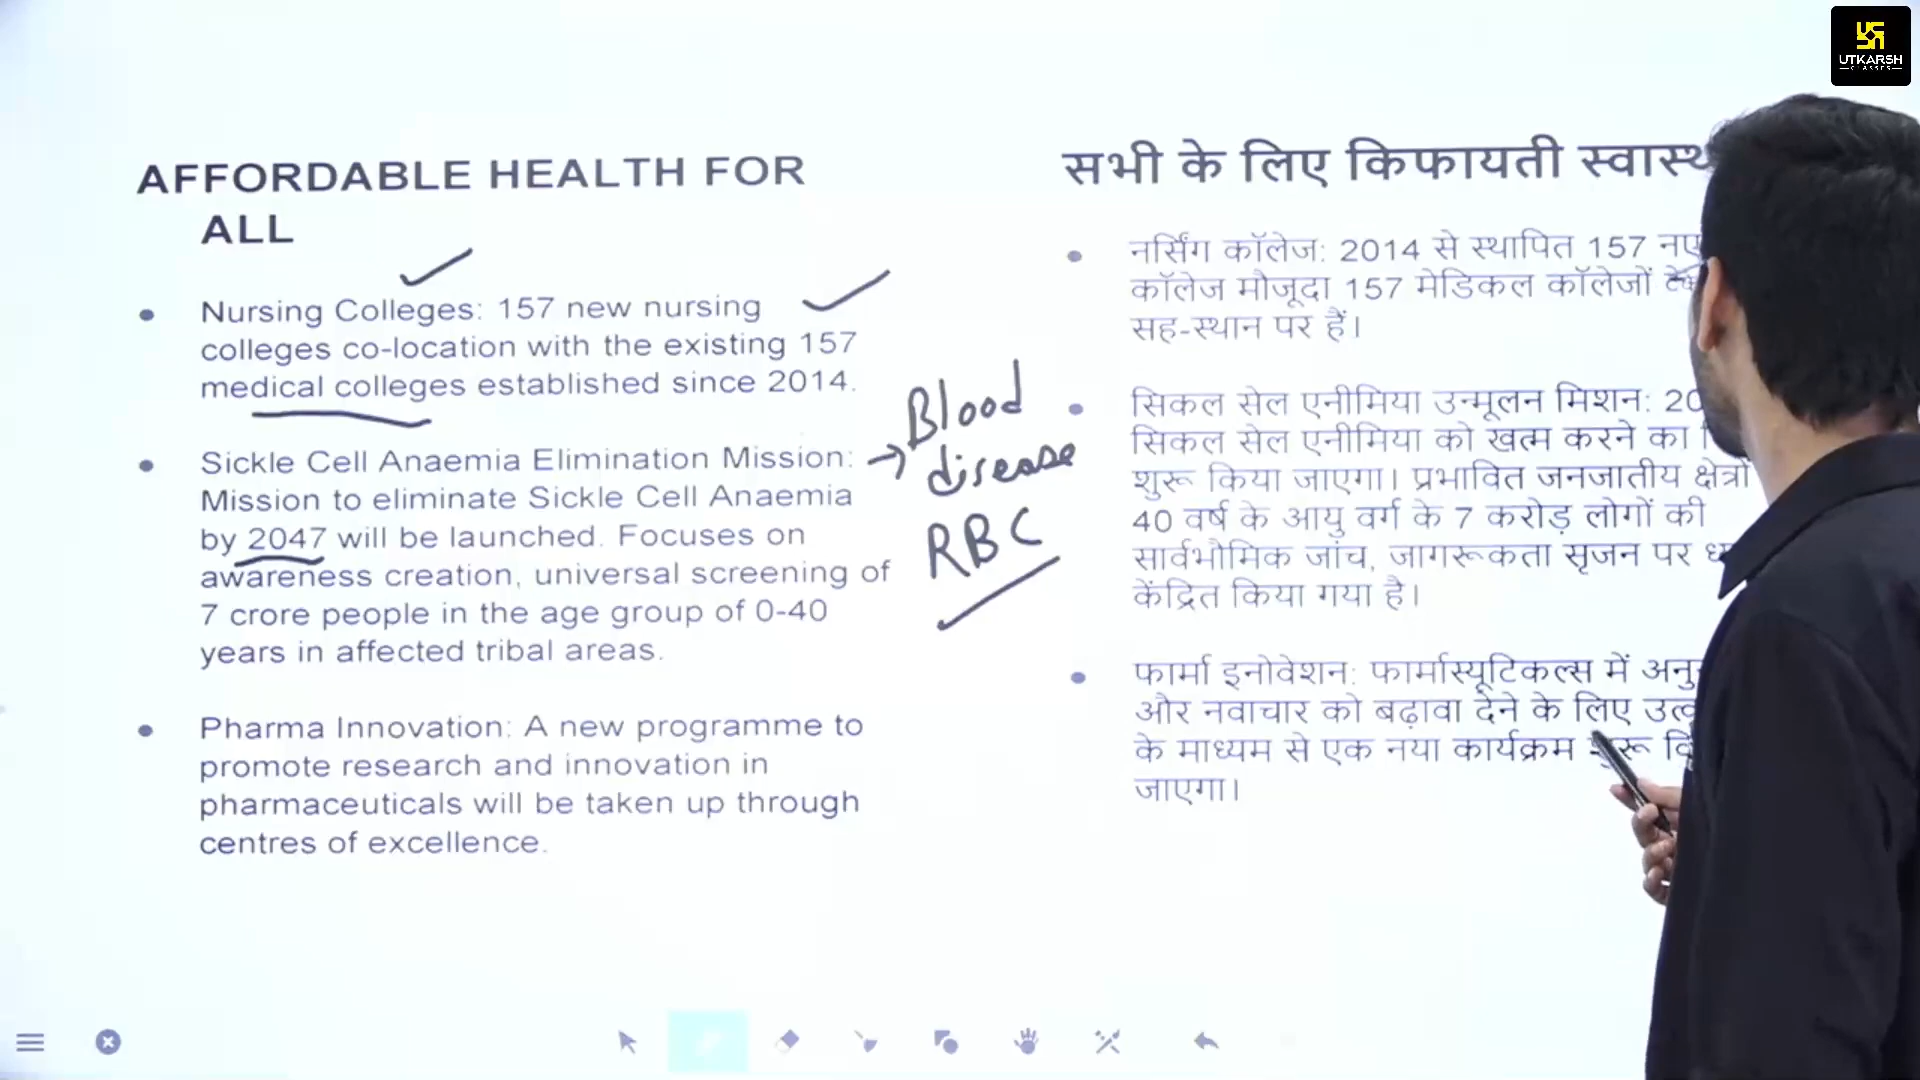 UTKARSH
CLASSES
AFFORDABLE HEALTH FOR
ALL
Nursing Colleges: 157 new nursing
colleges co-location with the existing 157
medical colleges established since 2014.
Sickle Cell Anaemia Elimination Mission:
Mission to eliminate Sickle Cell Anaemia
by 2047 will be launched. Focuses on
awareness creation, universal screening of
7 crore people in the age group of 0-40
years in affected tribal areas.
Pharma Innovation: A new programme to
promote research and innovation in
pharmaceuticals will be taken up through
centres of excellence.
Blood
disease
RBC
सभी के लिए किफायती
नर्सिंग कॉलेज: 2014 से स्थापित 157 नए
कॉलेज मौजूदा 157 मेडिकल कॉलेजों
सह-स्थान पर हैं।
सिकल सेल एनीमिया उन्मूलन मिशन:
सिकल सेल एनीमिया को खत्म करने का
शुरू किया जाएगा। प्रभावित जनजातीय क्षेत्रों
40 वर्ष के आयु वर्ग के 7 करोड़ लोगों की
सार्वभौमिक जांच, जागरूकता सृजन पर
केंद्रित किया गया है।
फार्मा इनोवेशन: फार्मास्यूटिकल्स में
और नवाचार को बढ़ावा देने के लिए
के माध्यम से एक नया कार्यक्रम शुरू
जाएगा।